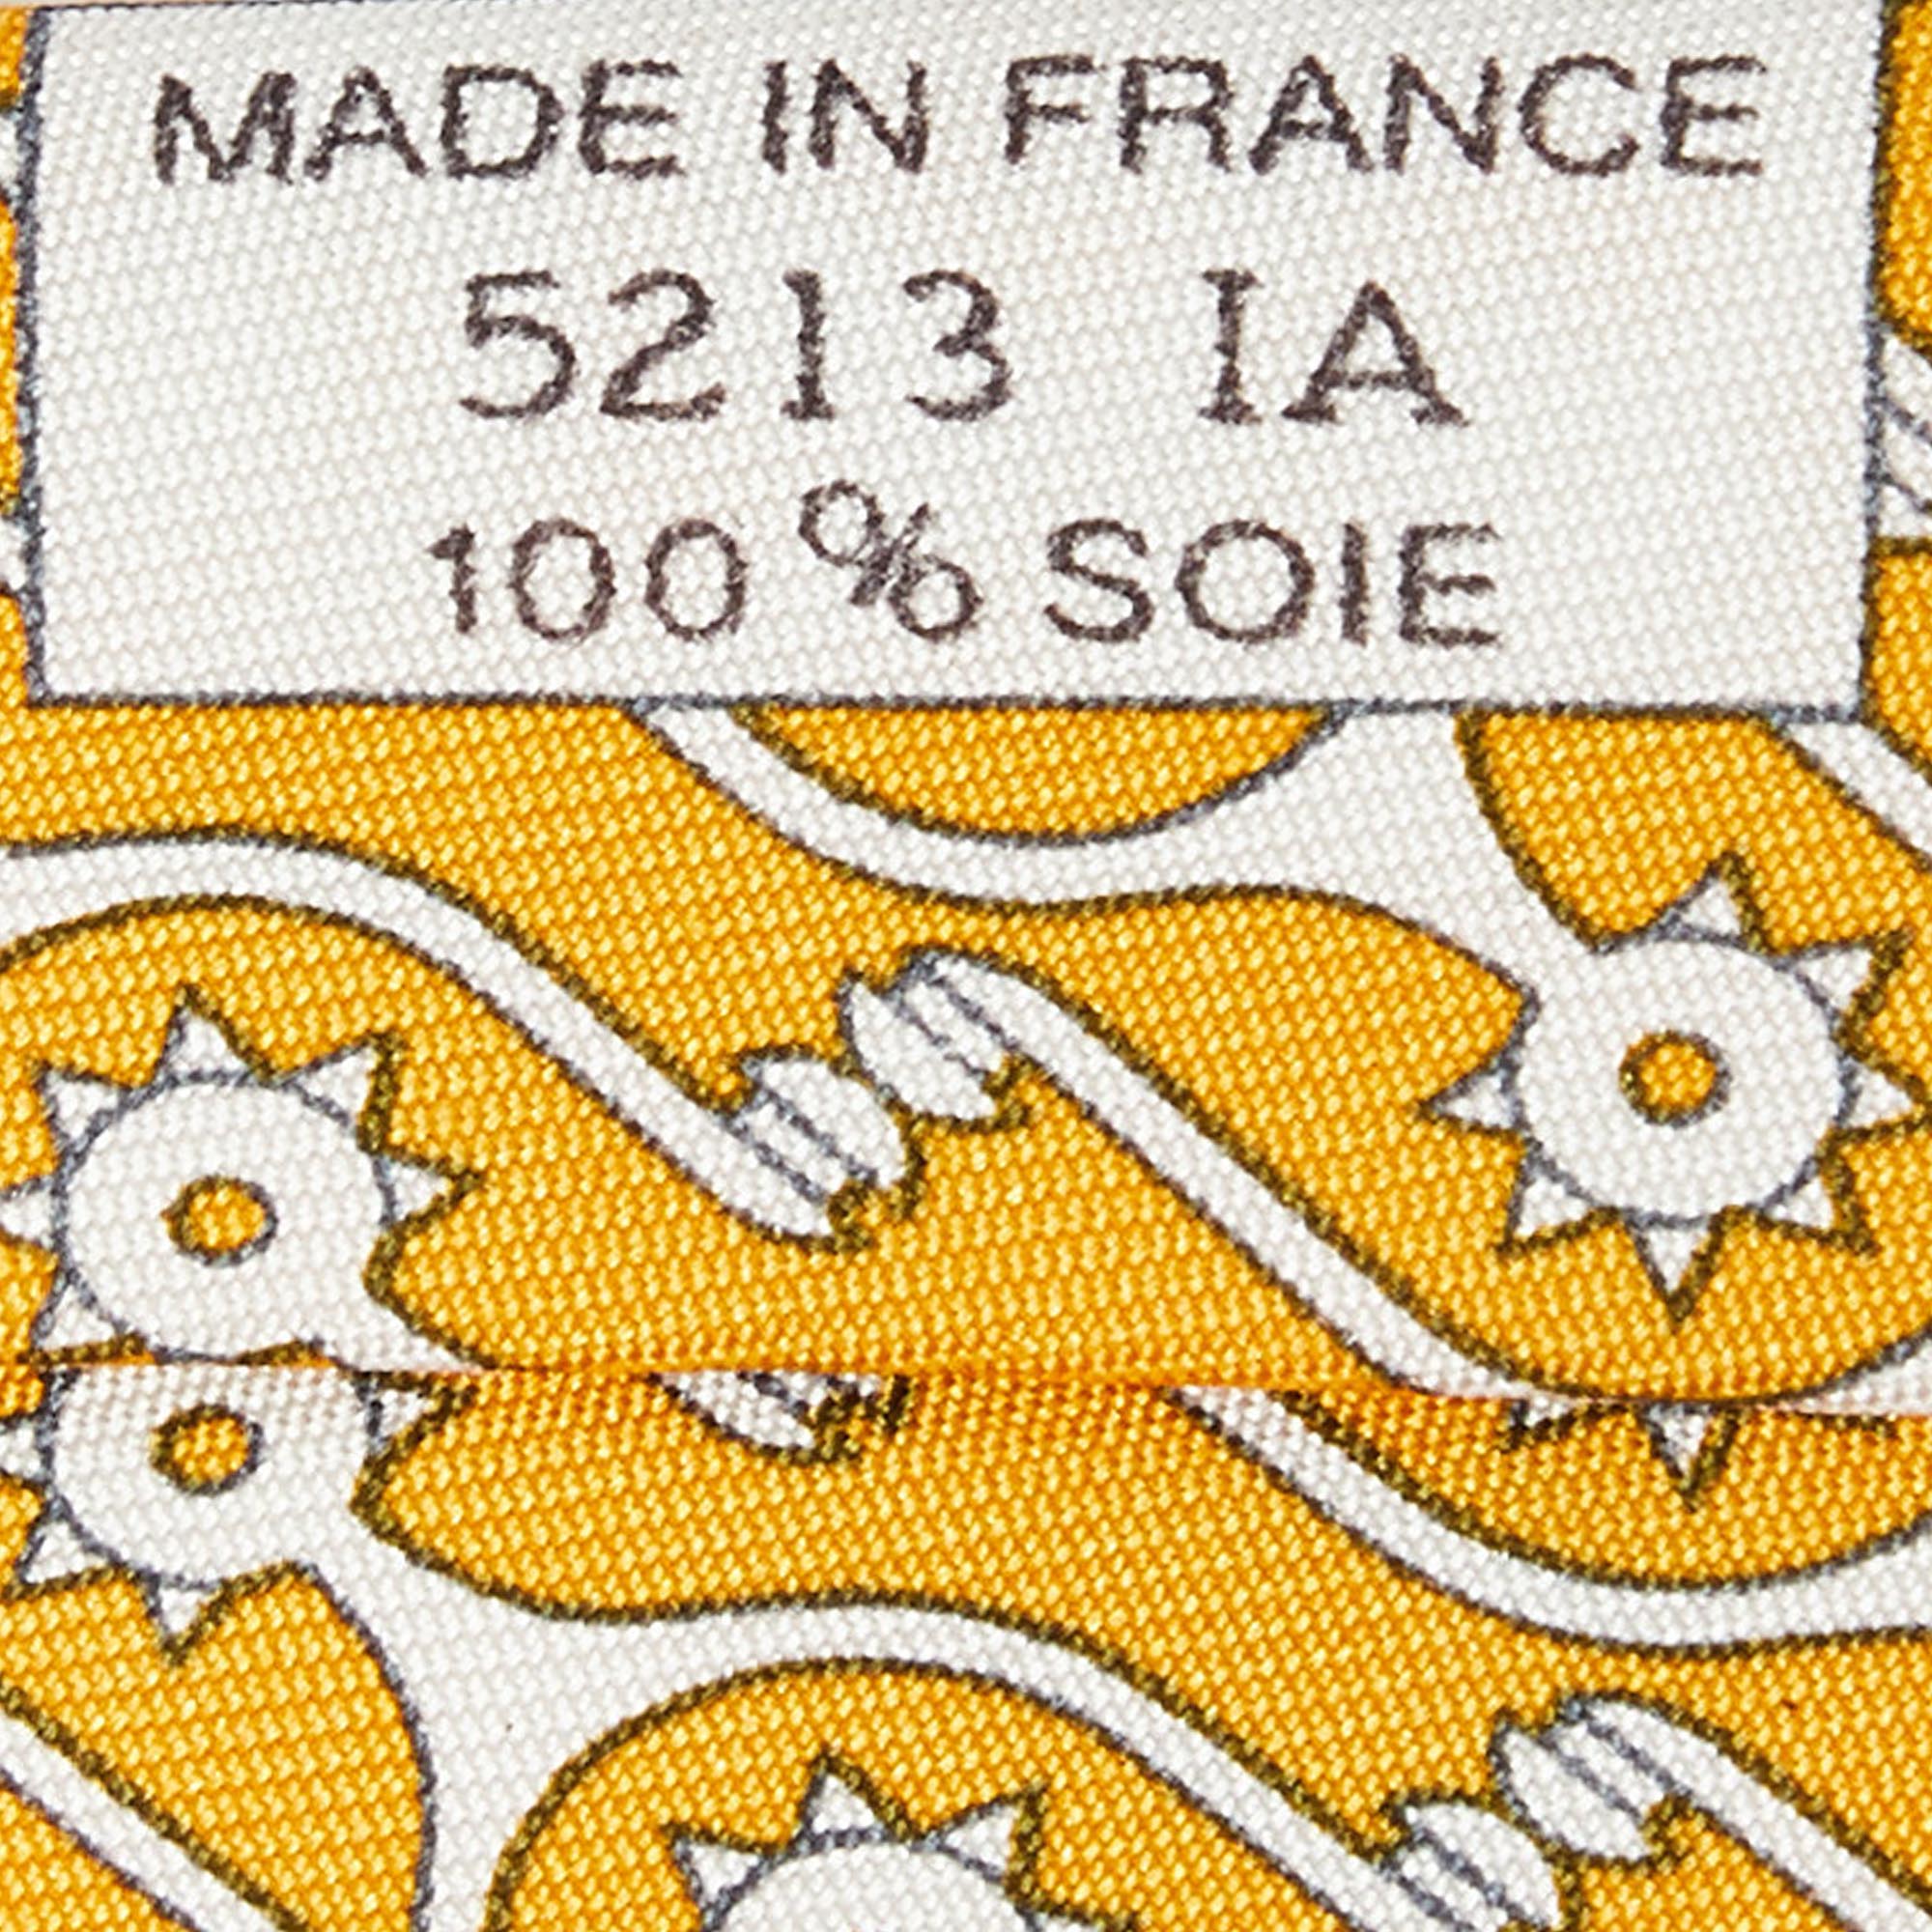 MADE IN FRANCE
5213 IA
100% SOIE